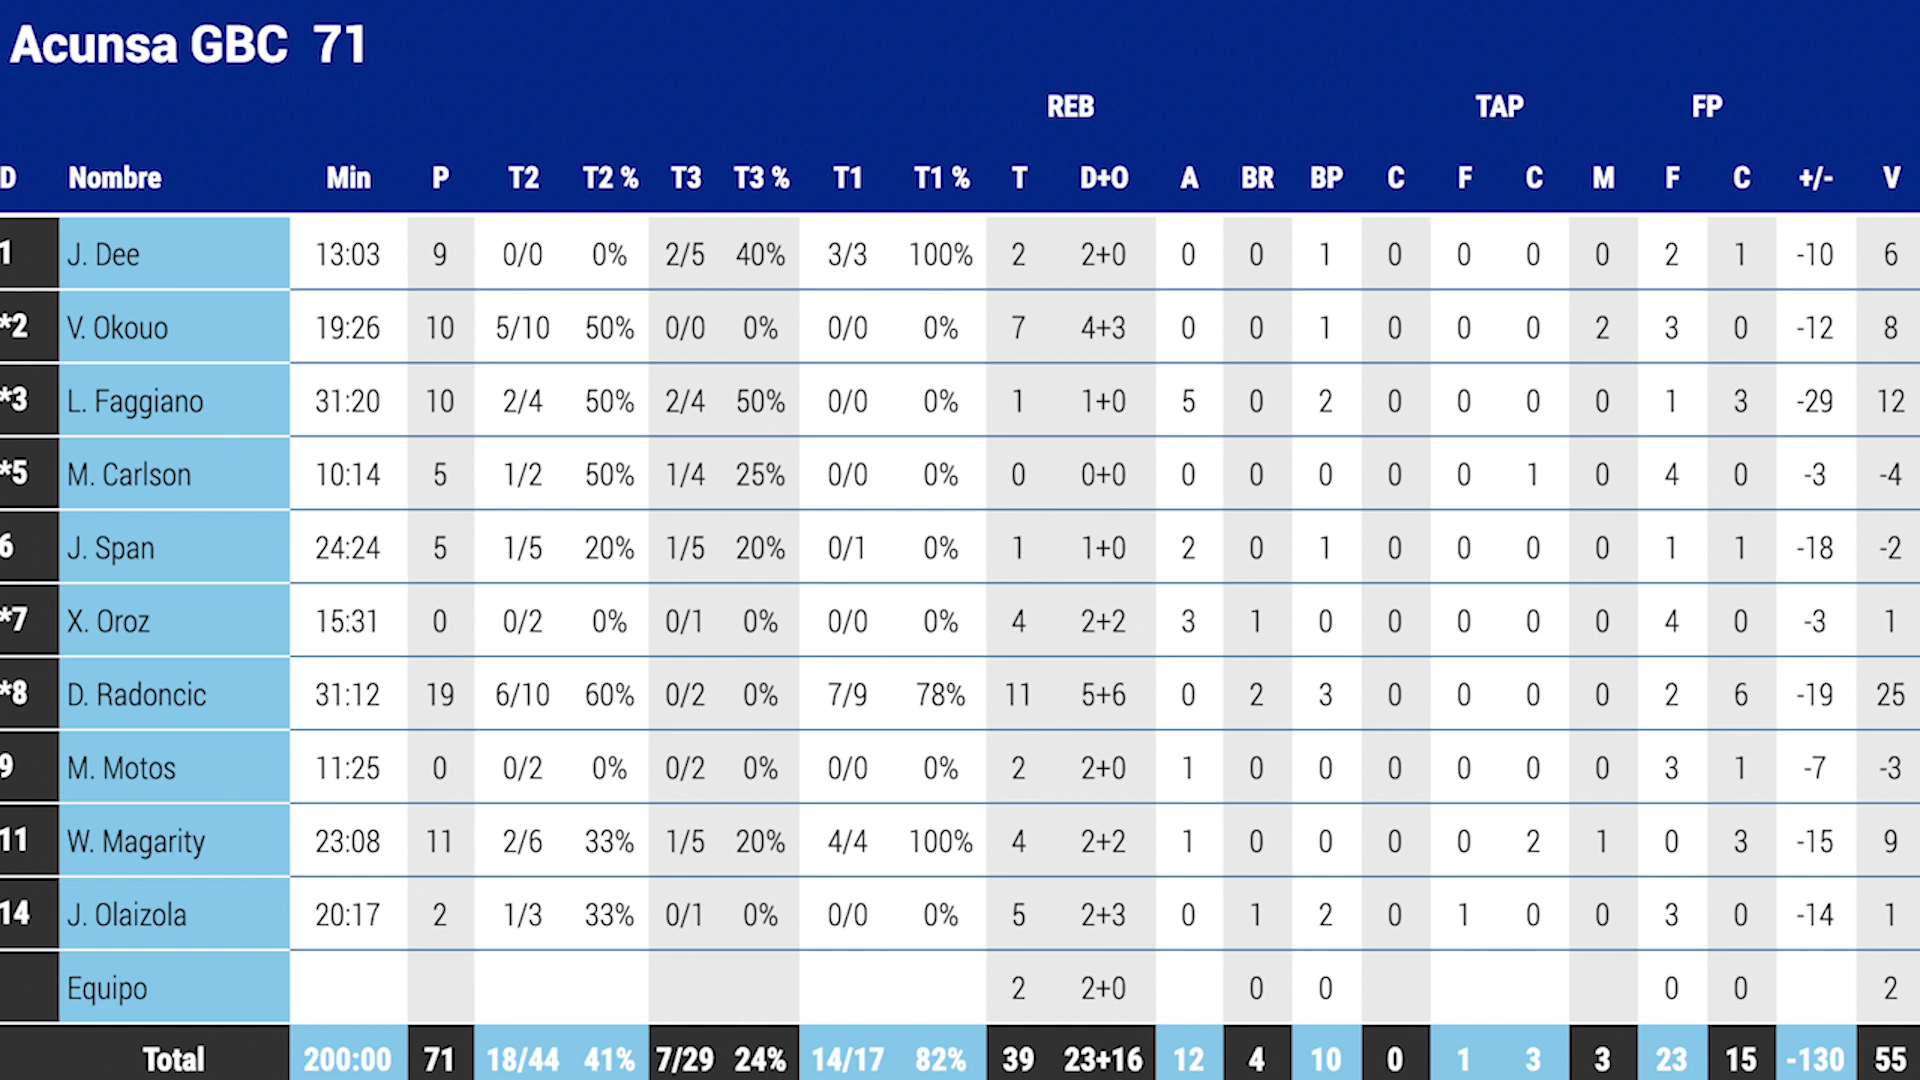 Acunsa GBC 71
REB TAP FP
D Nombre Min P T2 T2 % T3 T3 % T1 T1 % T D+O A BR BP C F C M F C +/- V
1 J. Dee 13:03 9 0/0 0% 2/5 40% 3/3 100% 2 2+0 0 0 1 0 0 0 0 2 1 -10 6
*2 V. Okouo 19:26 10 5/10 50% 0/0 0% 0/0 0% 7 4+3 0 0 1 0 0 0 2 3 0 -12 8
*3 L. Faggiano 31:20 10 2/4 50% 2/4 50% 0/0 0% 1 1+0 5 0 2 0 0 0 0 1 3 -29 12
*5 M. Carlson 10:14 5 1/2 50% 1/4 25% 0/0 0% 0 0+0 0 0 0 0 0 1 0 4 0 -3 -4
6 J. Span 24:24 5 1/5 20% 1/5 20% 0/1 0% 1 1+0 2 0 1 0 0 0 0 1 1 -18 -2
*7 X. Oroz 15:31 0 0/2 0% 0/1 0% 0/0 0% 4 2+2 3 1 0 0 0 0 0 4 0 -3 1
*8 D. Radoncic 31:12 19 6/10 60% 0/2 0% 7/9 78% 11 5+6 0 2 3 0 0 0 0 2 6 -19 25
9 M. Motos 11:25 0 0/2 0% 0/2 0% 0/0 0% 2 2+0 1 0 0 0 0 0 0 3 1 -7 -3
11 W. Magarity 23:08 11 2/6 33% 1/5 20% 4/4 100% 4 2+2 1 0 0 0 0 2 1 0 3 -15 9
14 J. Olaizola 20:17 2 1/3 33% 0/1 0% 0/0 0% 5 2+3 0 1 2 0 1 0 0 3 0 -14 1
Equipo 2 2+0 0 0 0 0 2
Total 200:00 71 18/44 41% 7/29 24% 14/17 82% 39 23+16 12 4 10 0 1 3 3 23 15 -130 55